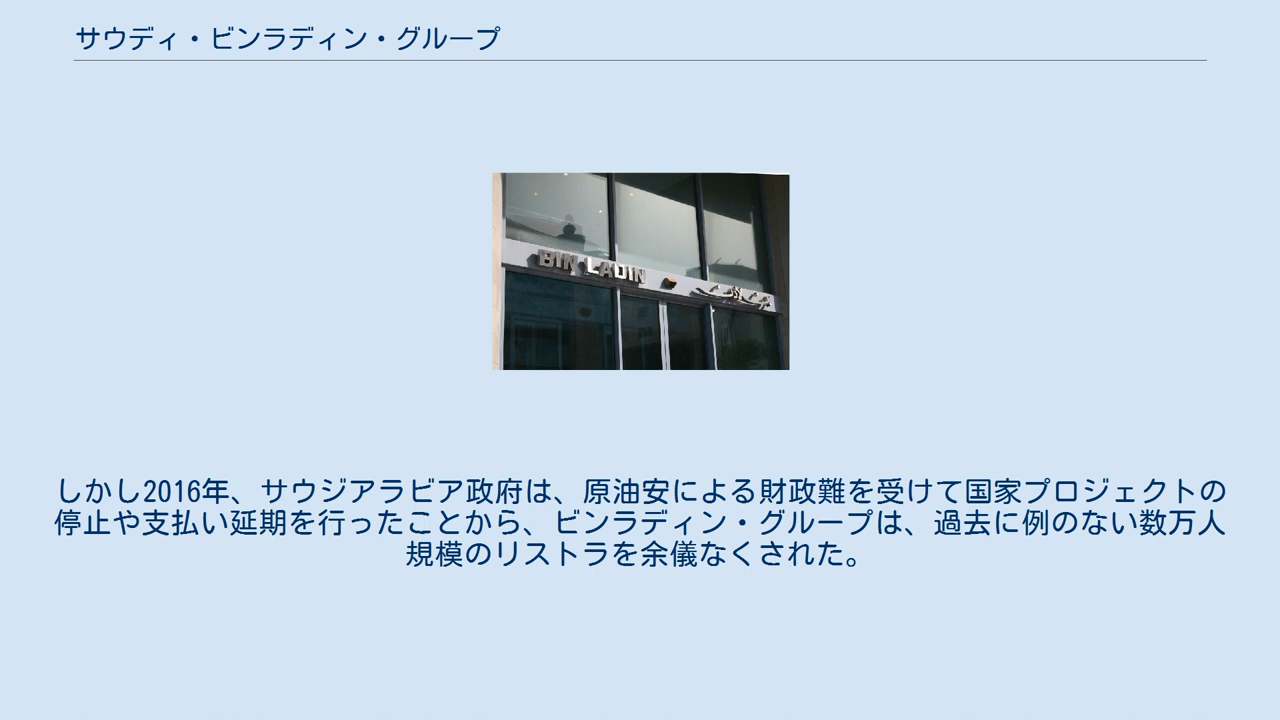 サウディ・ビンラディン・グループ
BIN LADIN
しかし2016年、サウジアラビア政府は、原油安による財政難を受けて国家プロジェクトの
停止や支払い延期を行ったことから、ビンラディン・グループは、過去に例のない数万人
規模のリストラを余儀なくされた。